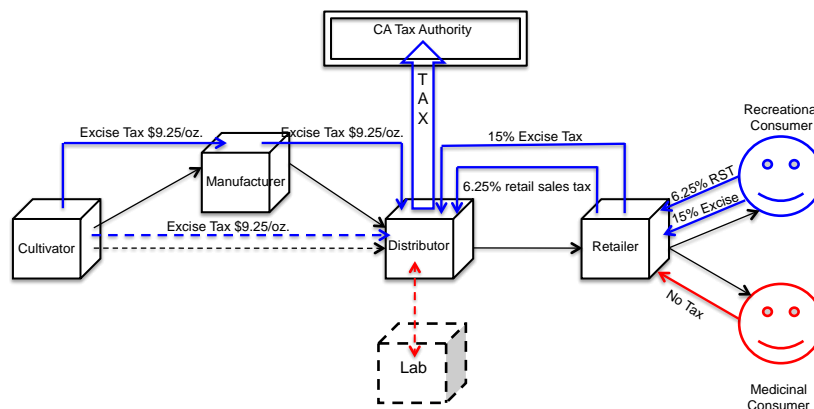 CA Tax Authority
T
A
X
Excise Tax $9.25/oz.
Excise Tax $9.25/oz.
15% Excise Tax
Recreational
Consumer
Manufacturer
6.25% retail sales tax
6.25% RST
15% Excise
Excise Tax $9.25/oz.
Cultivator
Distributor
Retailer
No Tax
Lab
Medicinal
Consumer